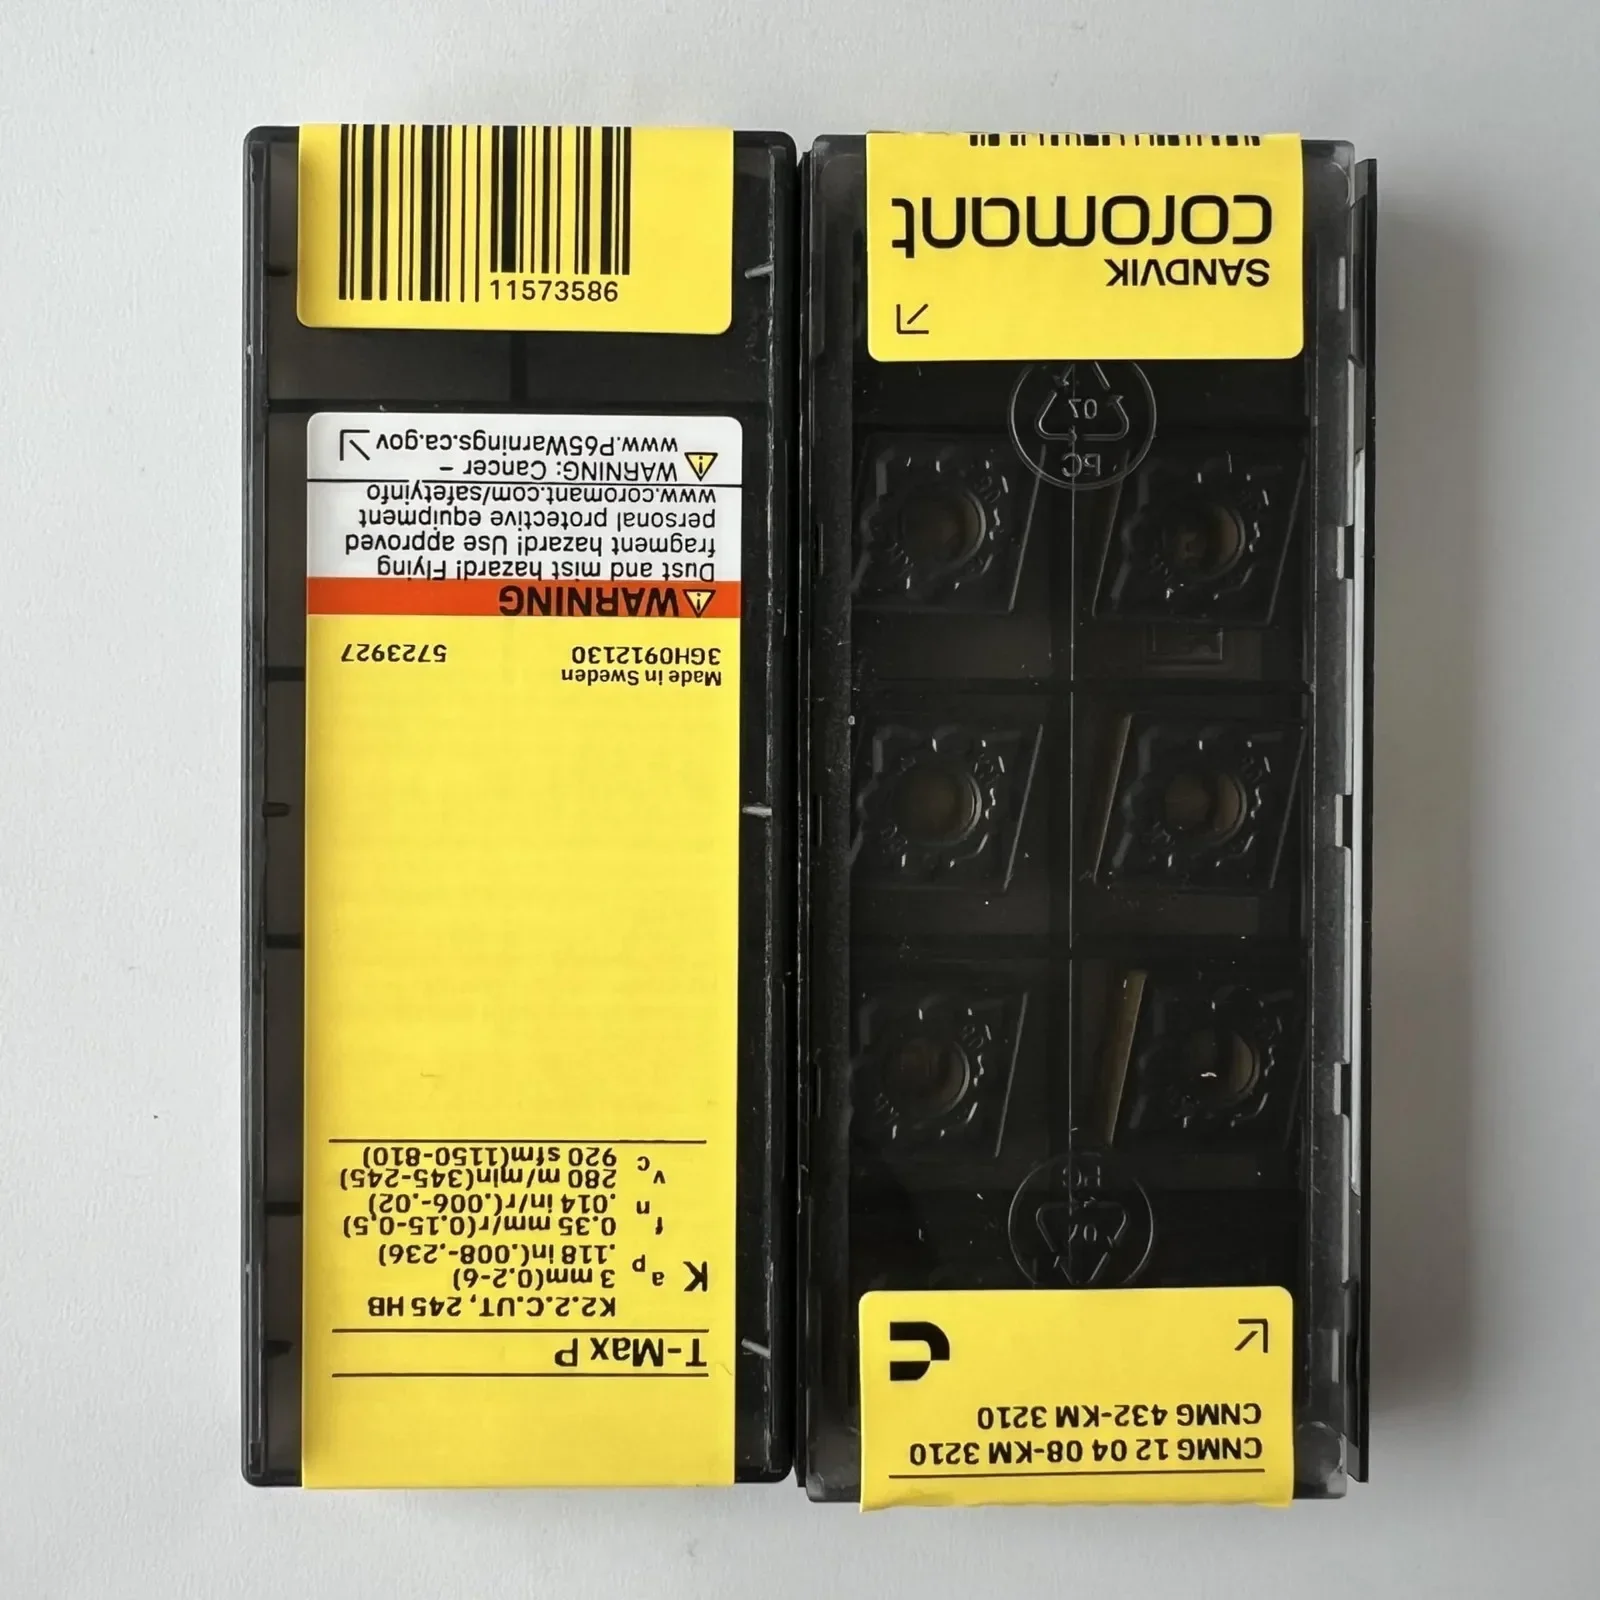 11573586
T-Max P
K2.2.C.UT, 245 HB
K ap 3 mm(0.2-6)
.118 in(.008-.236)
fn 0.35 mm/r(0.15-0,5)
.014 in/r(.006-.02)
vc 280 m/min(345-245)
920 sfm(1150-810)
Made in Sweden
3GH0912130 5723927
WARNING
Dust and mist hazard! Flying
fragment hazard! Use approved
personal protective equipment
www.coromant.com/safetyinfo
WARNING: Cancer -
www.P65Warnings.ca.gov
CNMG 12 04 08-KM 3210
CNMG 432-KM 3210
SANDVIK
coromant
PC
07
PC
07